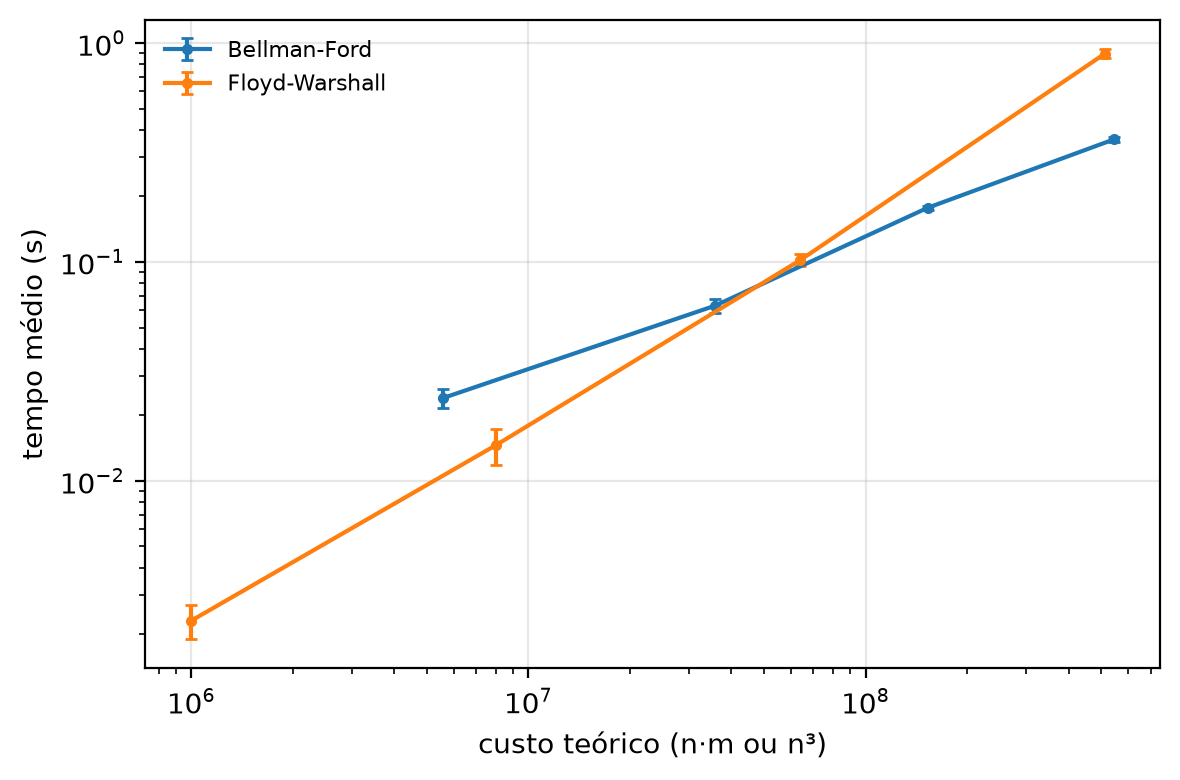 10⁰
10⁻¹
10⁻²
Bellman-Ford
Floyd-Warshall
tempo médio (s)
10⁶
10⁷
10⁸
custo teórico (n·m ou n³)